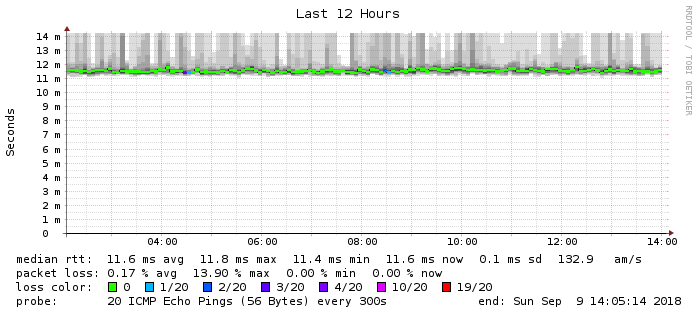 Last 12 Hours
RRDTOOL / TOBI OETIKER
Seconds
14 m
13 m
12 m
11 m
10 m
9 m
8 m
7 m
6 m
5 m
4 m
3 m
2 m
1 m
0
04:00 06:00 08:00 10:00 12:00 14:00
median rtt: 11.6 ms avg 11.8 ms max 11.4 ms min 11.6 ms now 0.1 ms sd 132.9 am/s
packet loss: 0.17 % avg 13.90 % max 0.00 % min 0.00 % now
loss color: 0 1/20 2/20 3/20 4/20 10/20 19/20
probe: 20 ICMP Echo Pings (56 Bytes) every 300s end: Sun Sep 9 14:05:14 2018